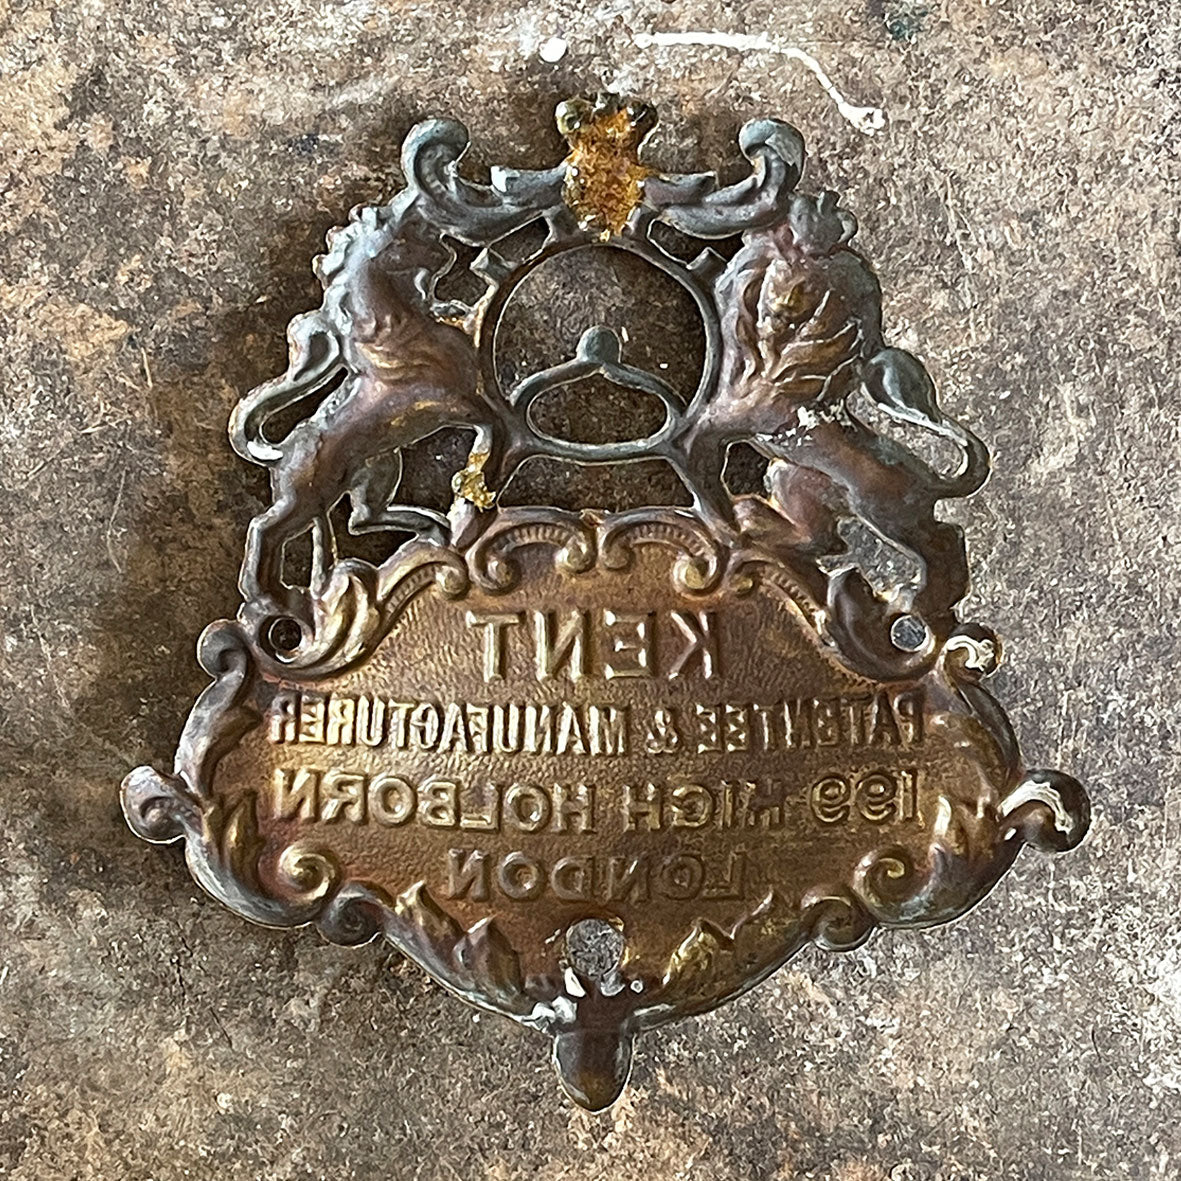 KENT
PATENTEE & MANUFACTURER
199 HIGH HOLBORN
LONDON